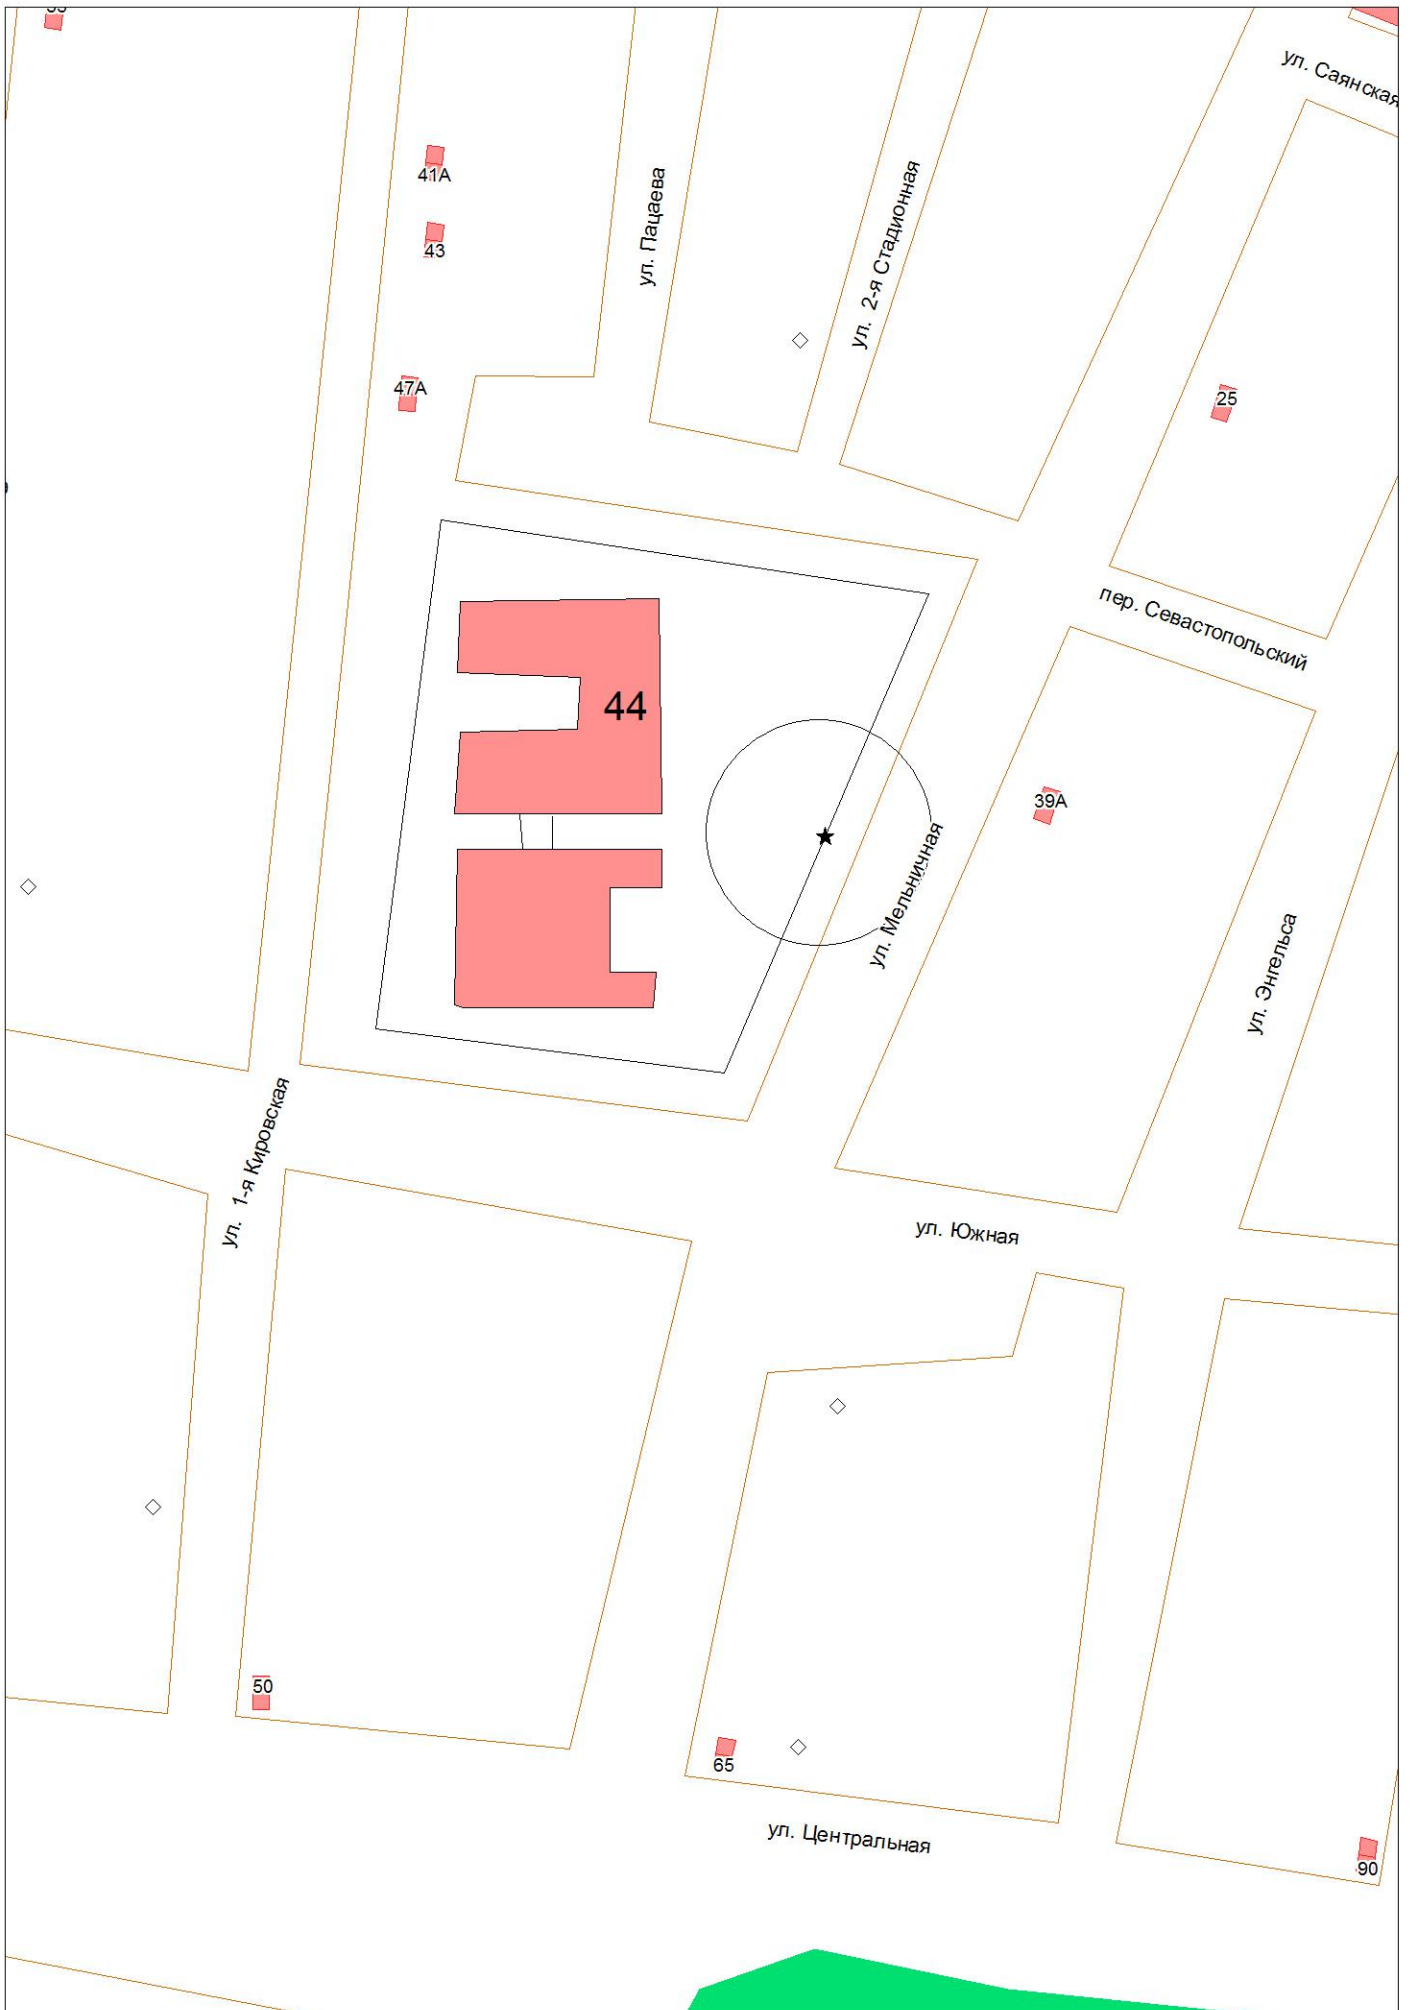 ул. Саянская
41А
ул. Пацаева
ул. 2-я Стадионная
43
47А
25
пер. Севастопольский
44
39А
ул. Мельничная
ул. Энгельса
ул. 1-я Кировская
ул. Южная
50
65
ул. Центральная
90